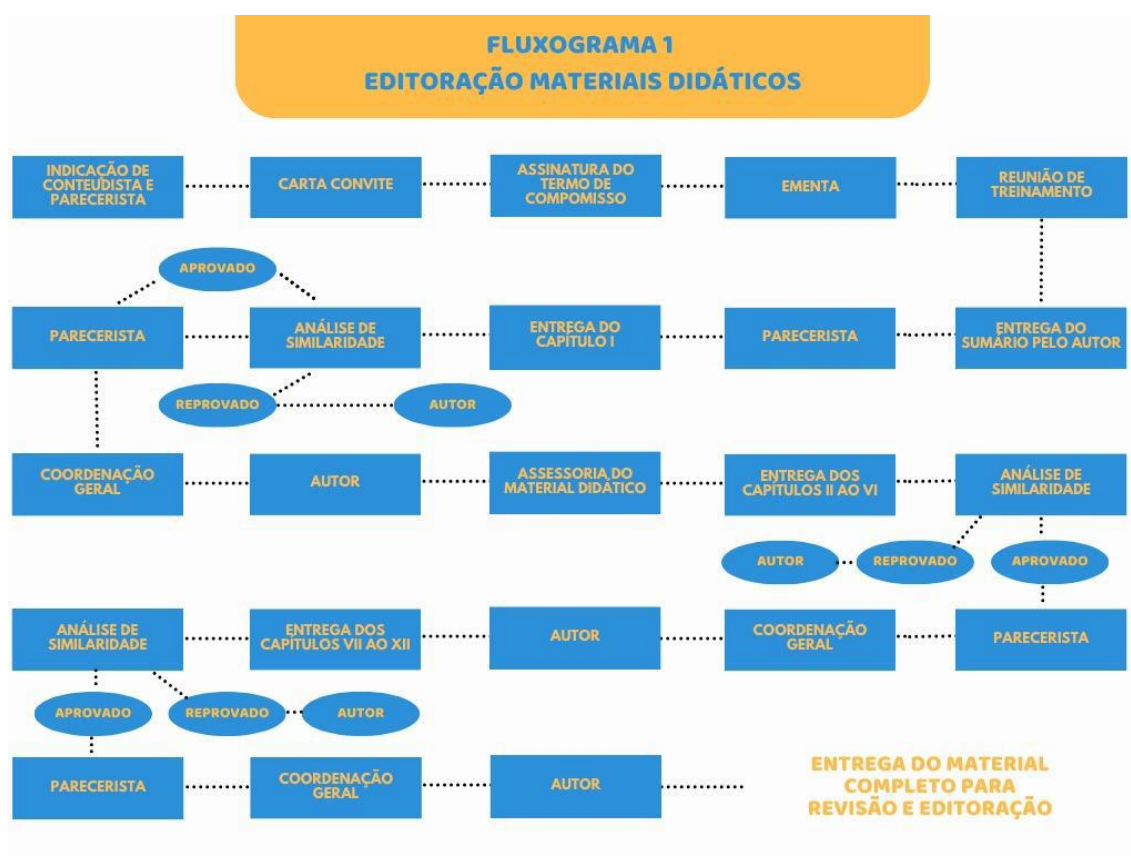 FLUXOGRAMA 1
EDITORAÇÃO MATERIAIS DIDÁTICOS
INDICAÇÃO DE
CONTEUDISTA E
PARECERISTA
CARTA CONVITE
ASSINATURA DO
TERMO DE
COMPOMISSO
EMENTA
REUNIÃO DE
TREINAMENTO
APROVADO
PARECERISTA
ANÁLISE DE
SIMILARIDADE
ENTREGA DO
CAPÍTULO I
PARECERISTA
ENTREGA DO
SUMÁRIO PELO AUTOR
REPROVADO
AUTOR
COORDENAÇÃO
GERAL
AUTOR
ASSESSORIA DO
MATERIAL DIDÁTICO
ENTREGA DOS
CAPÍTULOS II AO VI
ANÁLISE DE
SIMILARIDADE
AUTOR
REPROVADO
APROVADO
ANÁLISE DE
SIMILARIDADE
ENTREGA DOS
CAPÍTULOS VII AO XII
AUTOR
COORDENAÇÃO
GERAL
PARECERISTA
APROVADO
REPROVADO
AUTOR
PARECERISTA
COORDENAÇÃO
GERAL
AUTOR
ENTREGA DO MATERIAL
COMPLETO PARA
REVISÃO E EDITORAÇÃO